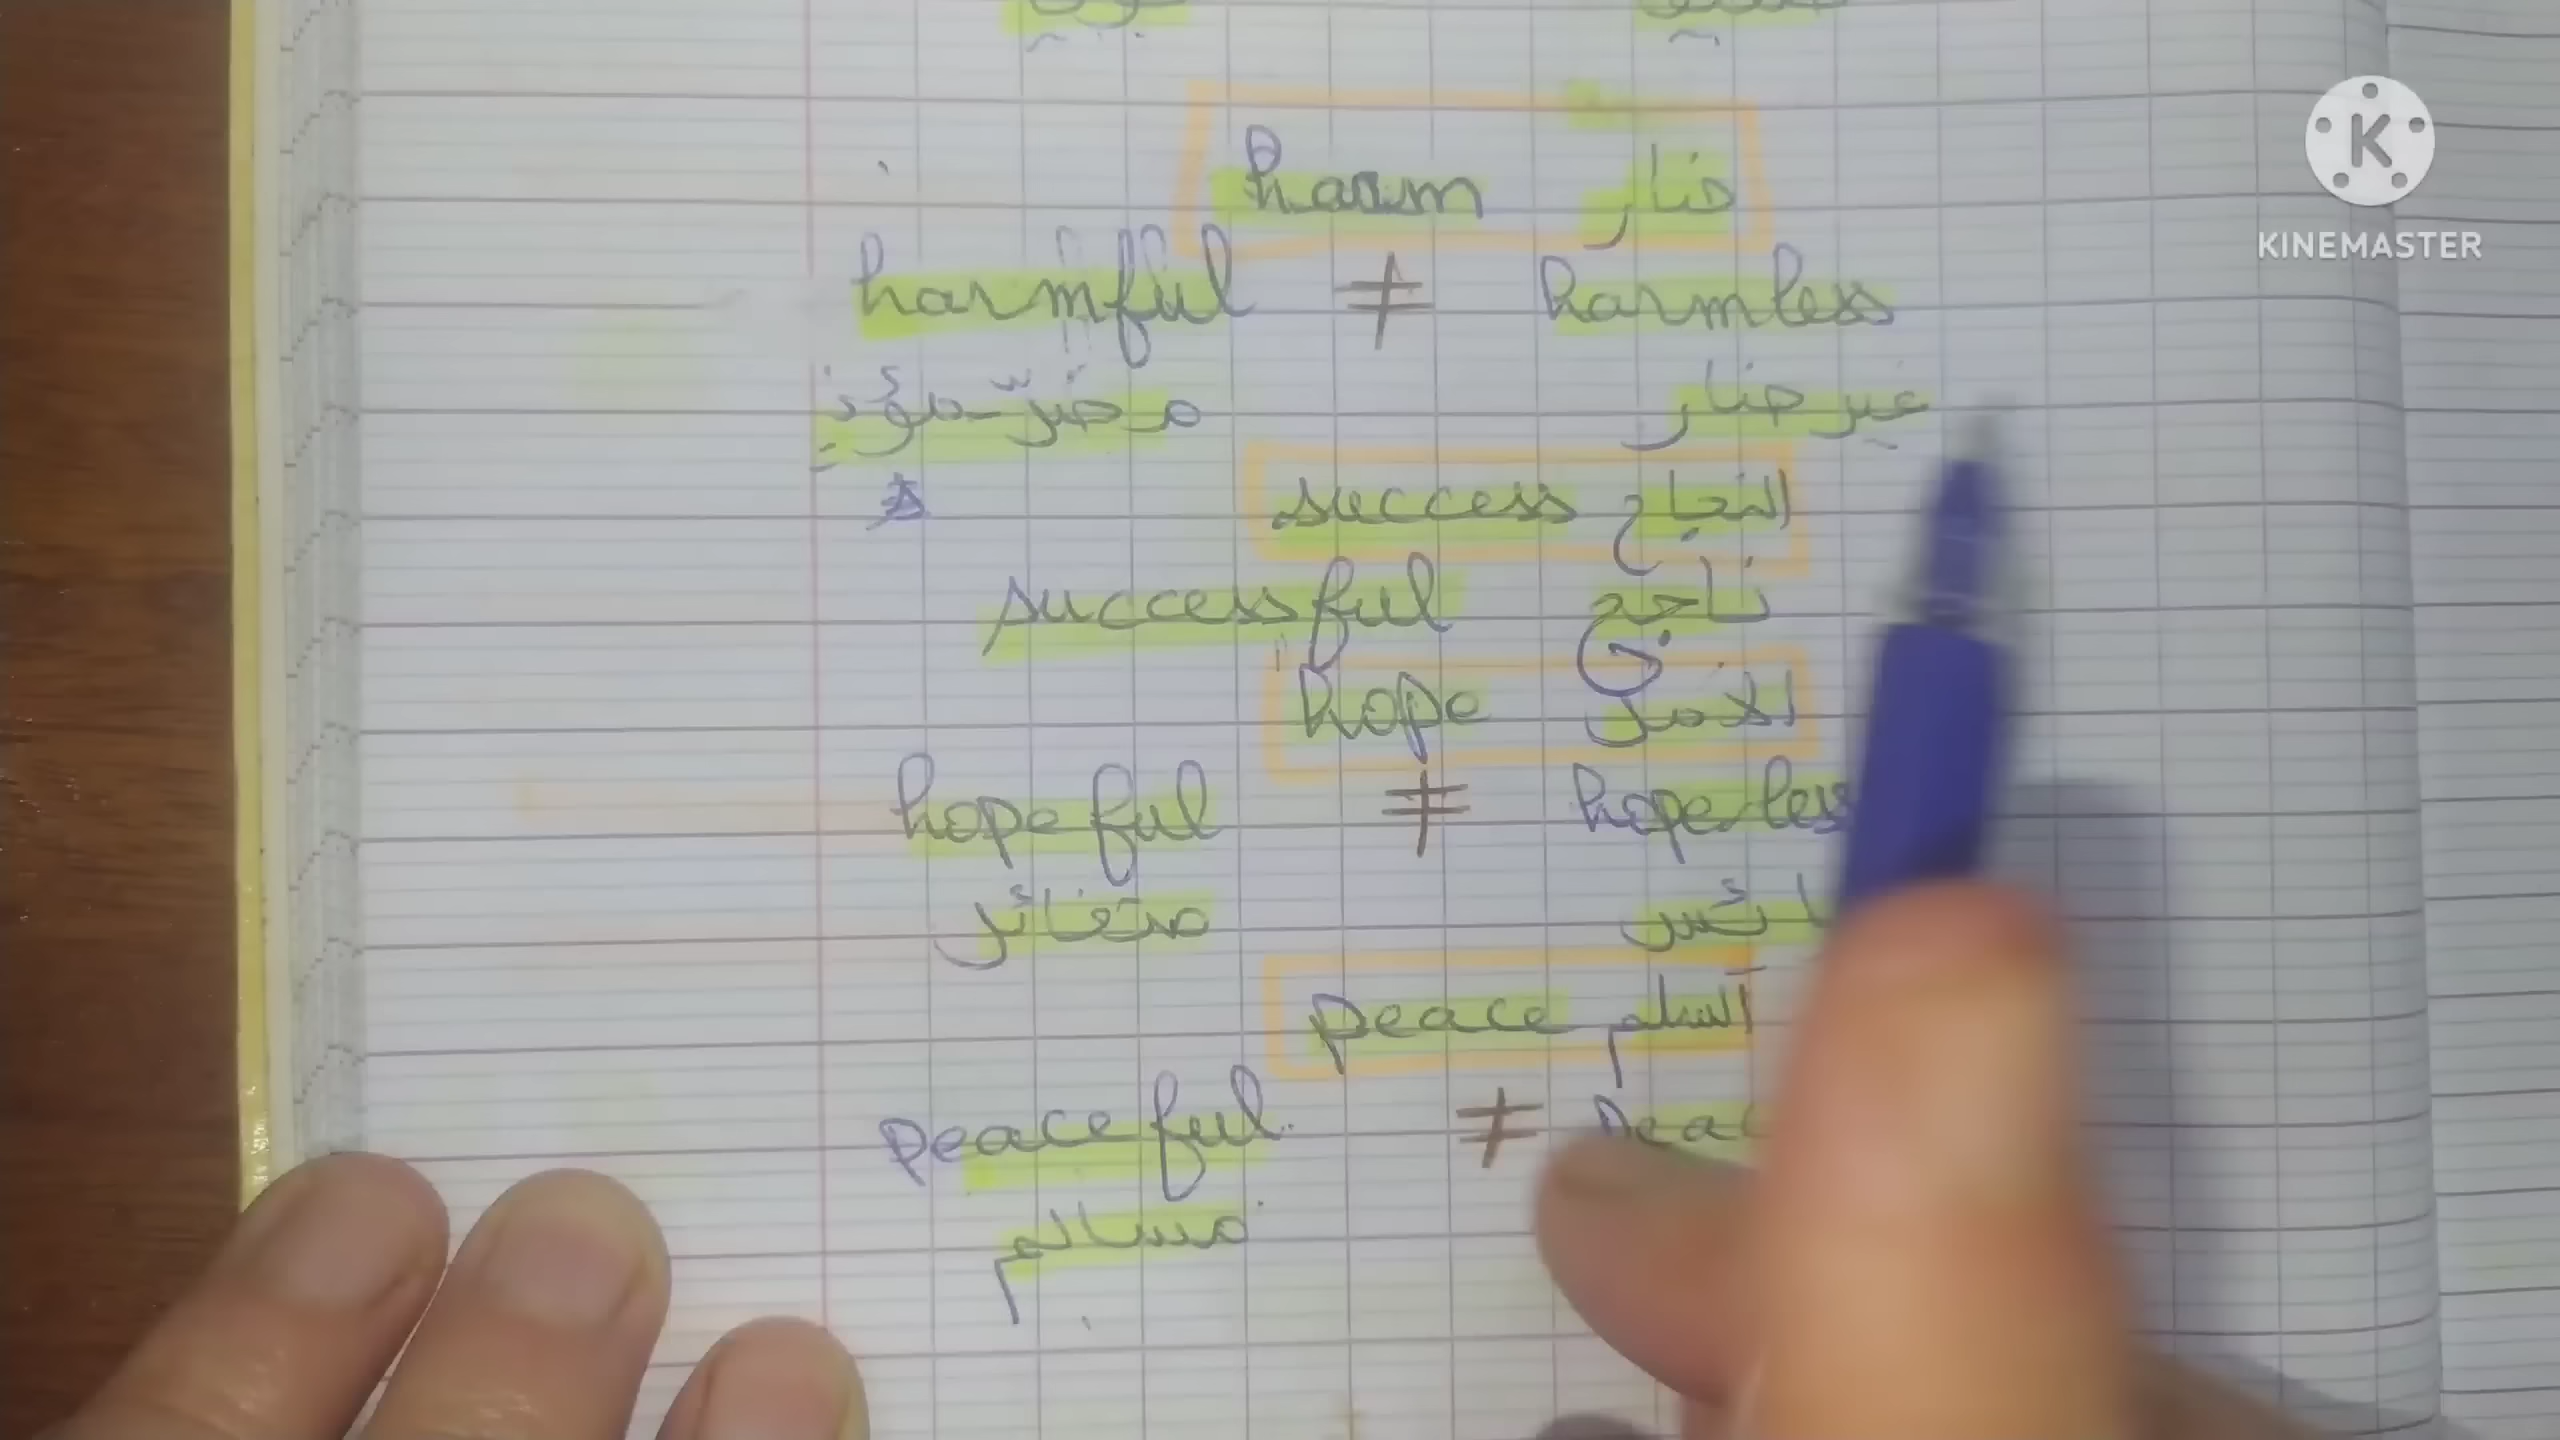 harm ضار
harmful ≠ harmless
مضرّ مؤذ غير ضار
success النجاح
successful ناجح
hope الأمل
hopeful ≠ hopeless
متفائل
peace السلم
peaceful ≠
مسالم
K
KINEMASTER